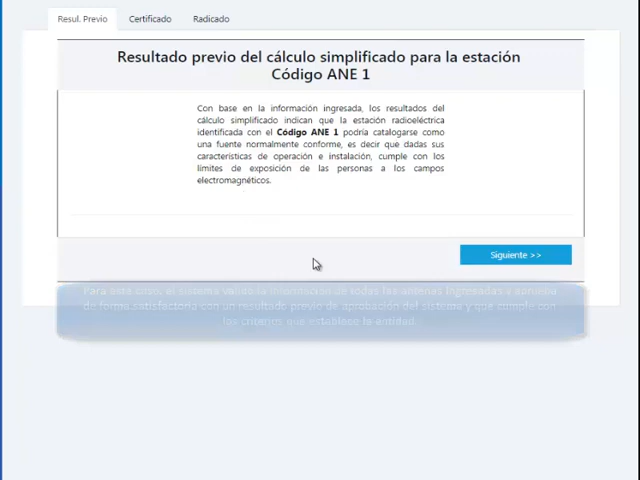 Resul. Previo
Certificado
Radicado
Resultado previo del cálculo simplificado para la estación
Código ANE 1
Con base en la información ingresada, los resultados del
cálculo simplificado indican que la estación radioeléctrica
identificada con el Código ANE 1 podría catalogarse como
una fuente normalmente conforme, es decir que dadas sus
características de operación e instalación, cumple con los
límites de exposición de las personas a los campos
electromagnéticos.
Siguiente >>
Para este caso, el sistema valido la información de todas las antenas ingresadas y
de forma satisfactoria con un resultado previo de aprobación del sistema y que cumple con
los criterios que establece la entidad.